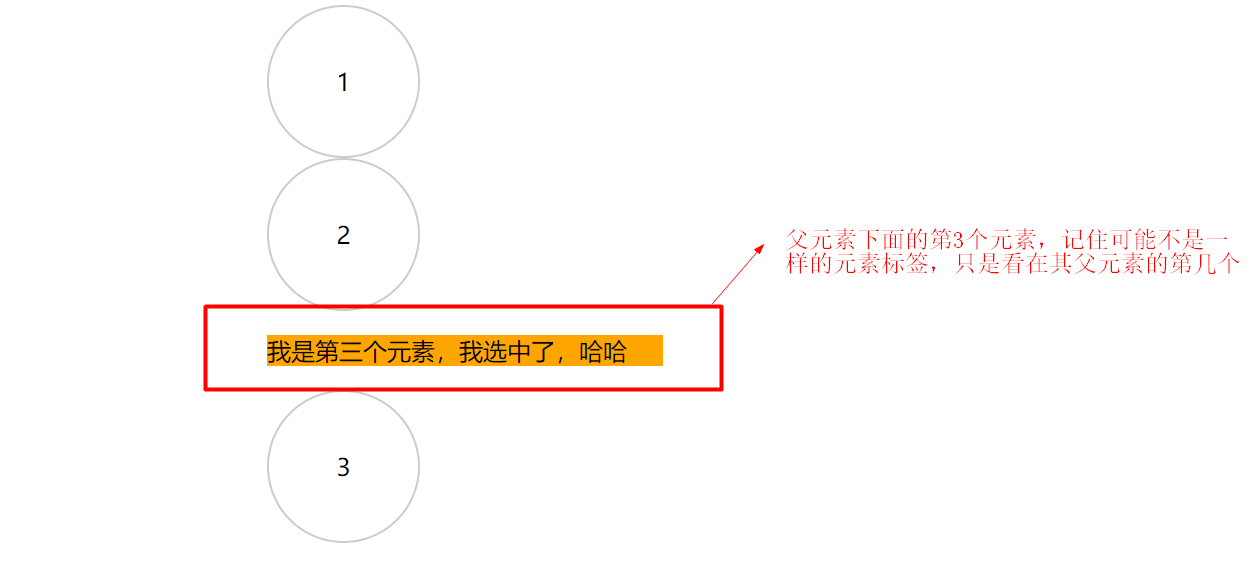 1
2
父元素下面的第3个元素，记住可能不是一
样的元素标签，只是看在其父元素的第几个
我是第三个元素，我选中了，哈哈
3